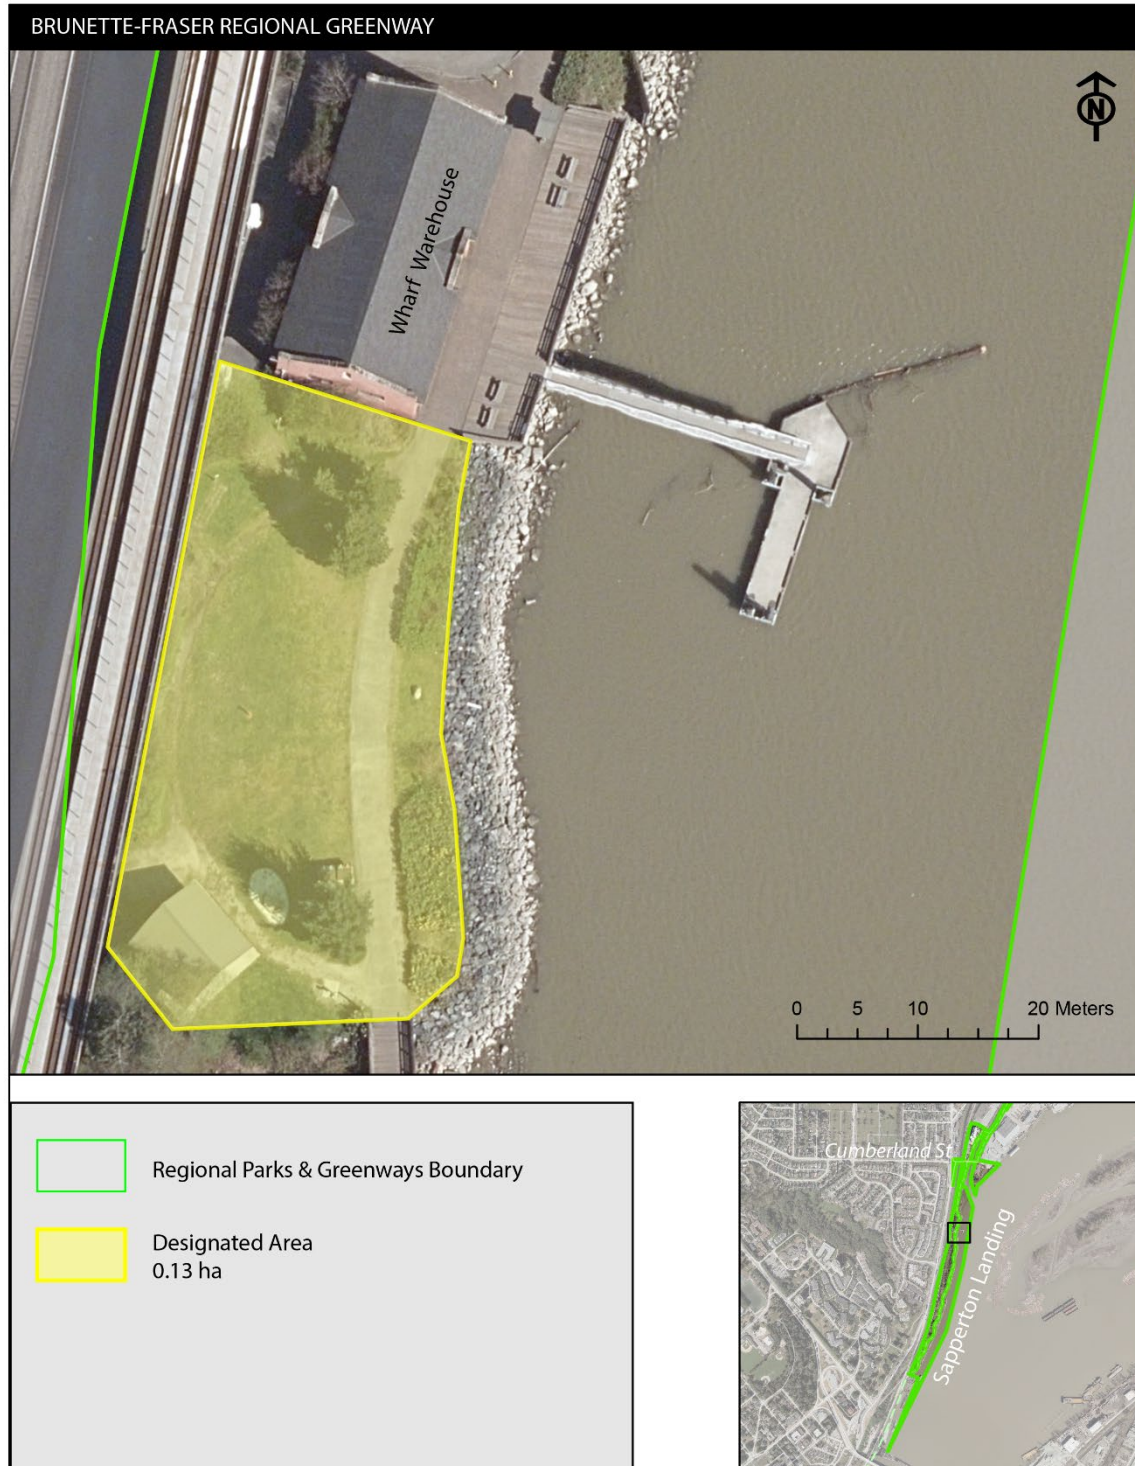 BRUNETTE-FRASER REGIONAL GREENWAY
N
Wharf Warehouse
0 5 10 20 Meters
Regional Parks & Greenways Boundary
Designated Area
0.13 ha
Cumberland St
Sapperton Landing